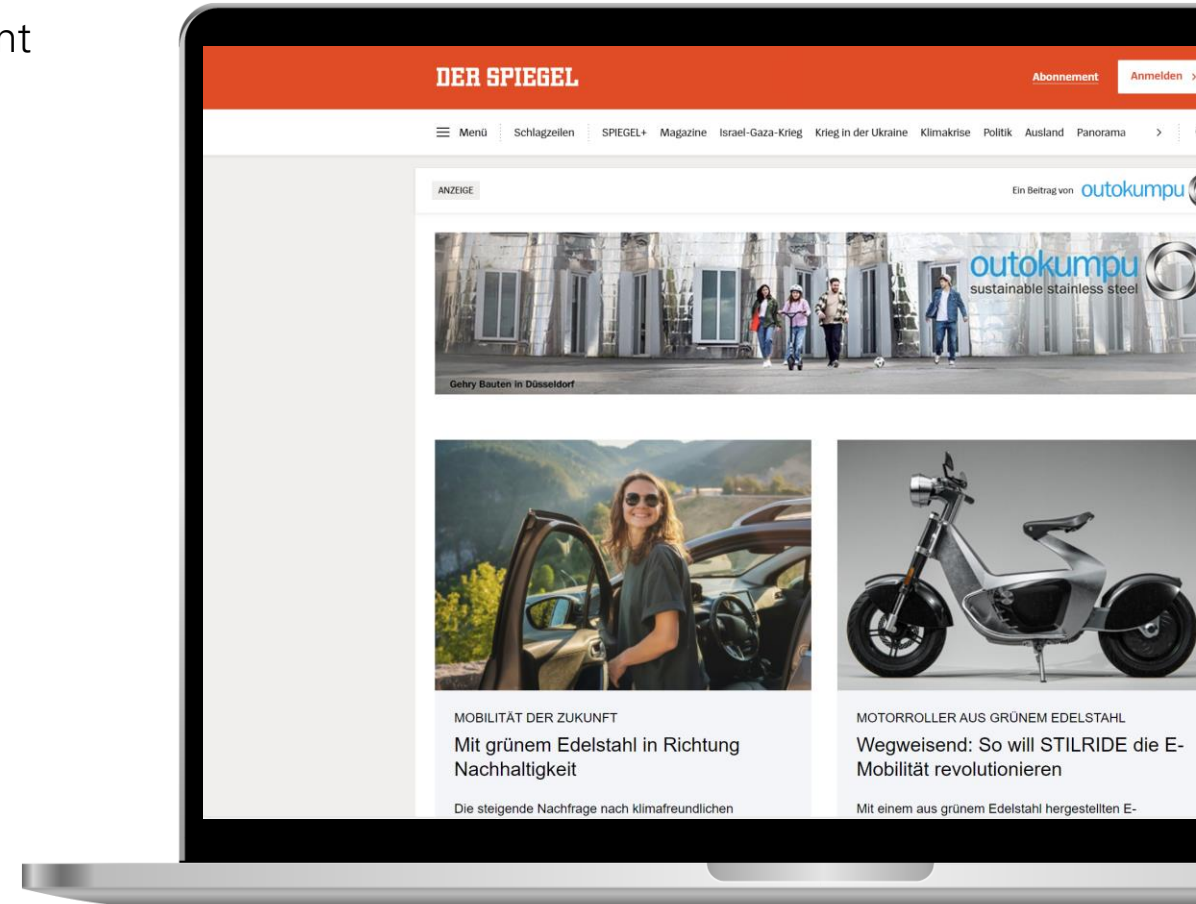 nt
DER SPIEGEL
Abonnement
Anmelden
Menü Schlagzeilen SPIEGEL+ Magazine Israel-Gaza-Krieg Krieg in der Ukraine Klimakrise Politik Ausland Panorama
ANZEIGE
Ein Beitrag von outokumpu
outokumpu
sustainable stainless steel
Gehry Bauten in Düsseldorf
MOBILITÄT DER ZUKUNFT
Mit grünem Edelstahl in Richtung
Nachhaltigkeit
Die steigende Nachfrage nach klimafreundlichen
MOTORROLLER AUS GRÜNEM EDELSTAHL
Wegweisend: So will STILRIDE die E-
Mobilität revolutionieren
Mit einem aus grünem Edelstahl hergestellten E-